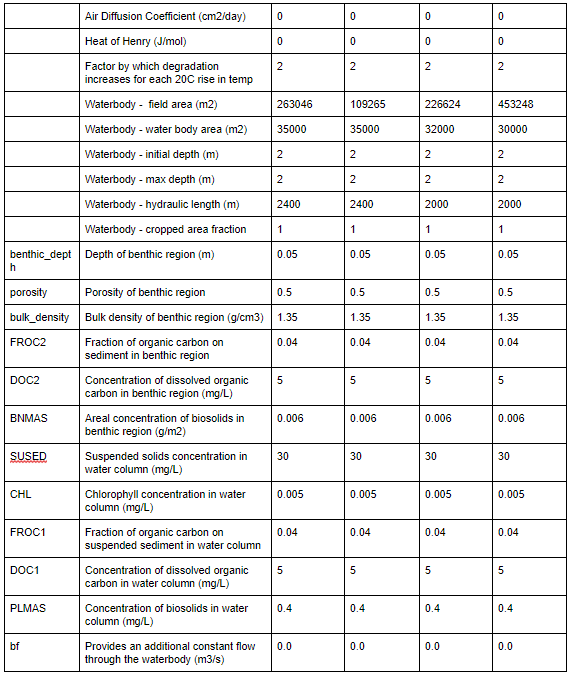 Air Diffusion Coefficient (cm2/day) 0 0 0 0
Heat of Henry (J/mol) 0 0 0 0
Factor by which degradation 2 2 2 2
increases for each 20C rise in temp
Waterbody - field area (m2) 263046 109265 226624 453248
Waterbody - water body area (m2) 35000 35000 32000 30000
Waterbody - initial depth (m) 2 2 2 2
Waterbody - max depth (m) 2 2 2 2
Waterbody - hydraulic length (m) 2400 2400 2000 2000
Waterbody - cropped area fraction 1 1 1 1
benthic_dept Depth of benthic region (m) 0.05 0.05 0.05 0.05
h
porosity Porosity of benthic region 0.5 0.5 0.5 0.5
bulk_density Bulk density of benthic region (g/cm3) 1.35 1.35 1.35 1.35
FROC2 Fraction of organic carbon on 0.04 0.04 0.04 0.04
sediment in benthic region
DOC2 Concentration of dissolved organic 5 5 5 5
carbon in benthic region (mg/L)
BNMAS Areal concentration of biosolids in 0.006 0.006 0.006 0.006
benthic region (g/m2)
SUSED Suspended solids concentration in 30 30 30 30
water column (mg/L)
CHL Chlorophyll concentration in water 0.005 0.005 0.005 0.005
column (mg/L)
FROC1 Fraction of organic carbon on 0.04 0.04 0.04 0.04
suspended sediment in water column
DOC1 Concentration of dissolved organic 5 5 5 5
carbon in water column (mg/L)
PLMAS Concentration of biosolids in water 0.4 0.4 0.4 0.4
column (mg/L)
bf Provides an additional constant flow 0.0 0.0 0.0 0.0
through the waterbody (m3/s)